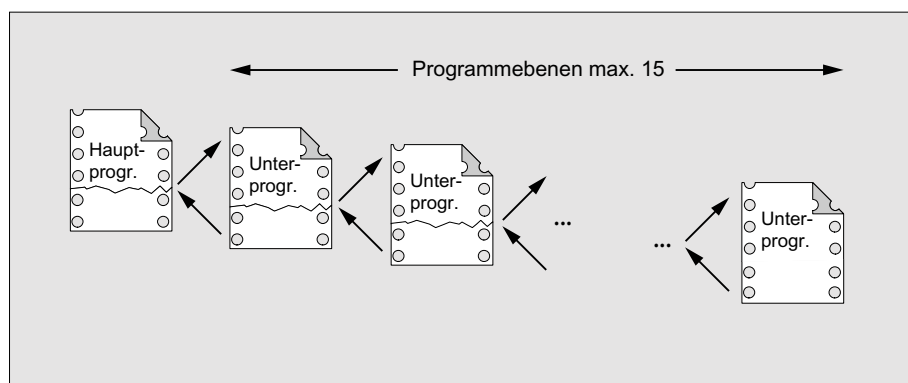 Programmebenen max. 15
Haupt-
progr.
Unter-
progr.
Unter-
progr.
...
...
Unter-
progr.